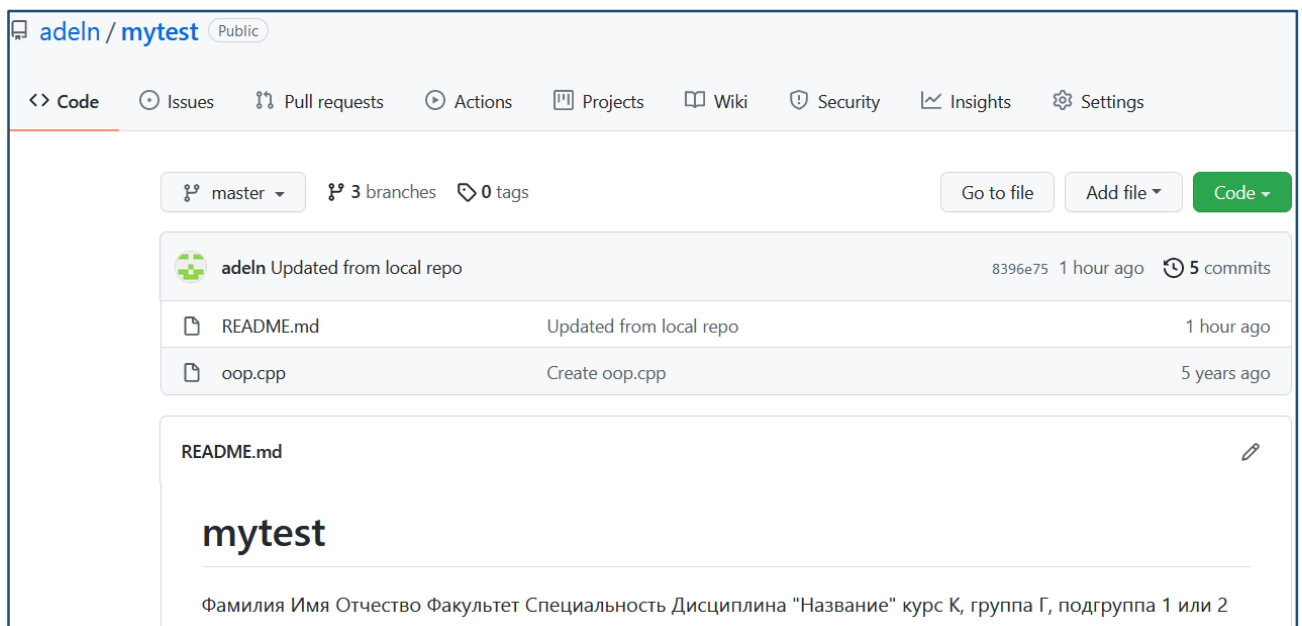 adeln / mytest Public
Code Issues Pull requests Actions Projects Wiki Security Insights Settings
master 3 branches 0 tags Go to file Add file Code
adeln Updated from local repo 8396e75 1 hour ago 5 commits
README.md Updated from local repo 1 hour ago
oop.cpp Create oop.cpp 5 years ago
README.md
mytest
Фамилия Имя Отчество Факультет Специальность Дисциплина "Название" курс К, группа Г, подгруппа 1 или 2